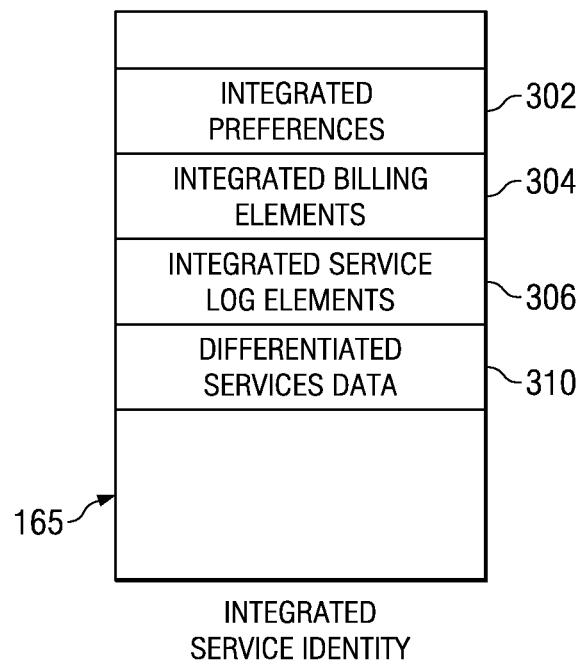 INTEGRATED
PREFERENCES
302
INTEGRATED BILLING
ELEMENTS
304
INTEGRATED SERVICE
LOG ELEMENTS
306
DIFFERENTIATED
SERVICES DATA
310
165
INTEGRATED
SERVICE IDENTITY